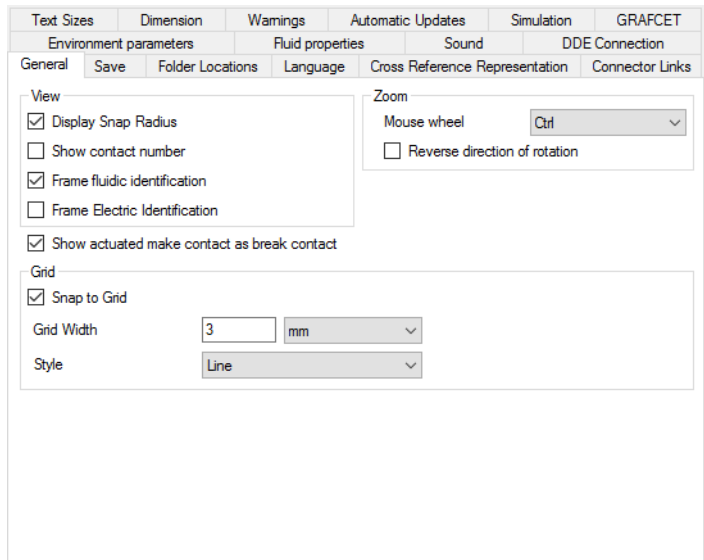 Text Sizes Dimension Warnings Automatic Updates Simulation GRAFCET
Environment parameters Fluid properties Sound DDE Connection
General Save Folder Locations Language Cross Reference Representation Connector Links
View
Display Snap Radius
Show contact number
Frame fluidic identification
Frame Electric Identification
Zoom
Mouse wheel Ctrl
Reverse direction of rotation
Show actuated make contact as break contact
Grid
Snap to Grid
Grid Width 3 mm
Style Line